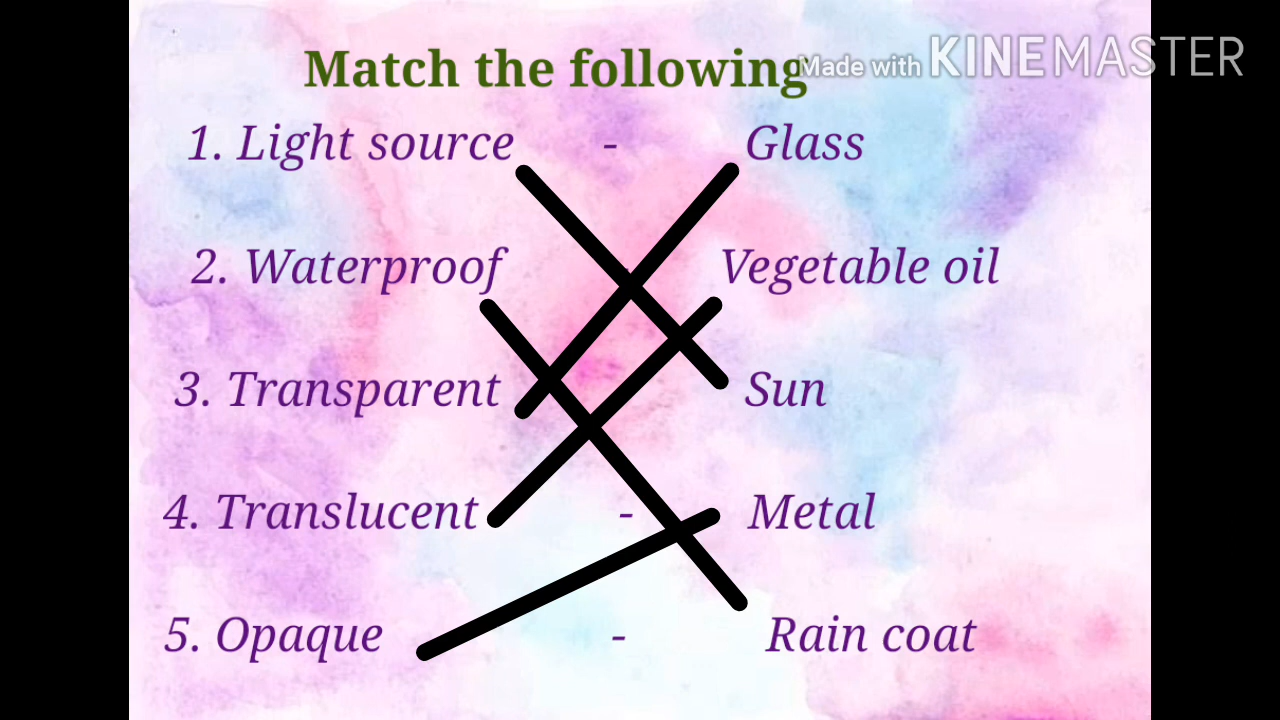 Match the following
Made with KINEMASTER
1. Light source - Glass
2. Waterproof Vegetable oil
3. Transparent Sun
4. Translucent - Metal
5. Opaque - Rain coat